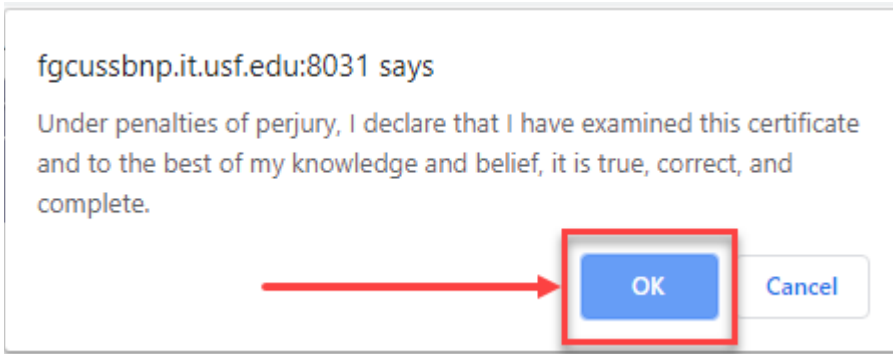 fgcussbnp.it.usf.edu:8031 says
Under penalties of perjury, I declare that I have examined this certificate
and to the best of my knowledge and belief, it is true, correct, and
complete.
OK
Cancel